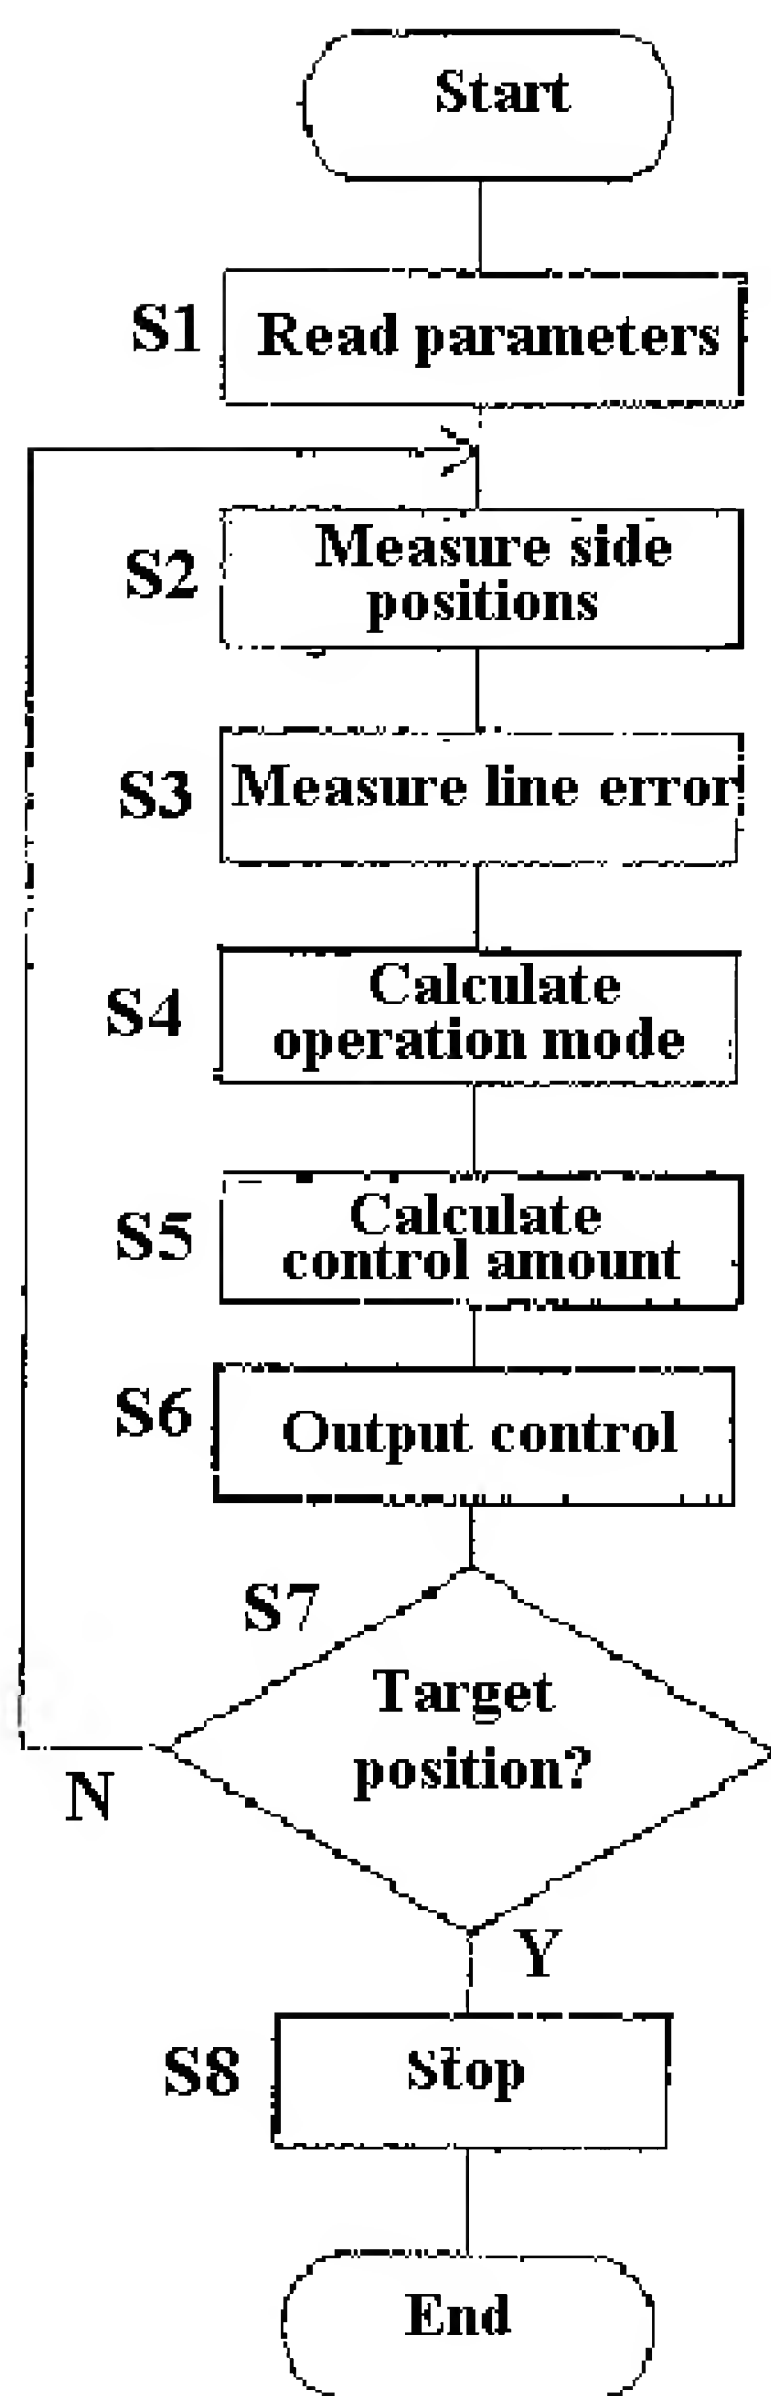 Start
S1
Read parameters
S2
Measure side
positions
S3
Measure line error
S4
Calculate
operation mode
S5
Calculate
control amount
S6
Output control
S7
Target
position?
N
Y
S8
Stop
End